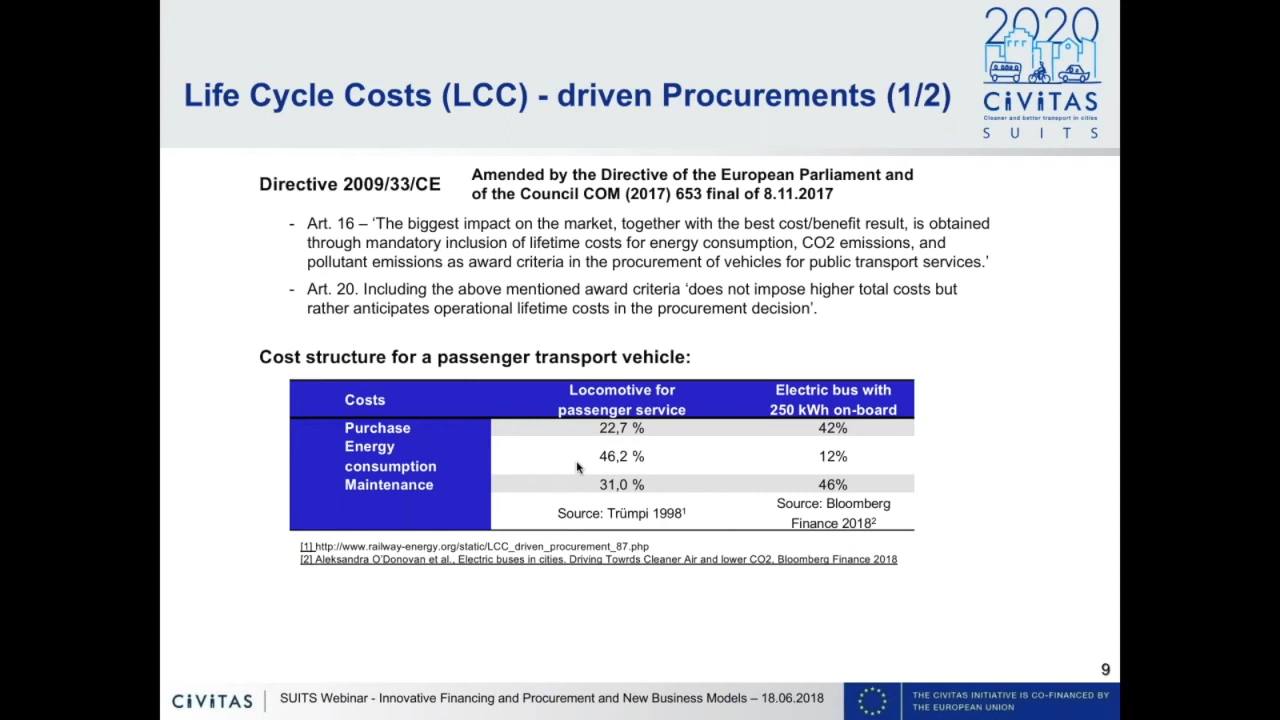 2020
CiViTAS
Cleaner and better transport in cities
S U I T S
Life Cycle Costs (LCC) - driven Procurements (1/2)
Directive 2009/33/CE
Amended by the Directive of the European Parliament and
of the Council COM (2017) 653 final of 8.11.2017
- Art. 16 – ‘The biggest impact on the market, together with the best cost/benefit result, is obtained
through mandatory inclusion of lifetime costs for energy consumption, CO2 emissions, and
pollutant emissions as award criteria in the procurement of vehicles for public transport services.’
- Art. 20. Including the above mentioned award criteria ‘does not impose higher total costs but
rather anticipates operational lifetime costs in the procurement decision’.
Cost structure for a passenger transport vehicle:
Costs
Locomotive for
passenger service
Electric bus with
250 kWh on-board
Purchase 22,7 % 42%
Energy
consumption 46,2 % 12%
Maintenance 31,0 % 46%
Source: Trümpi 1998¹
Source: Bloomberg
Finance 2018²
[1] http://www.railway-energy.org/static/LCC_driven_procurement_87.php
[2] Aleksandra O’Donovan et al., Electric buses in cities. Driving Towrds Cleaner Air and lower CO2, Bloomberg Finance 2018
9
CiViTAS
SUITS Webinar - Innovative Financing and Procurement and New Business Models – 18.06.2018
THE CIVITAS INITIATIVE IS CO-FINANCED BY
THE EUROPEAN UNION